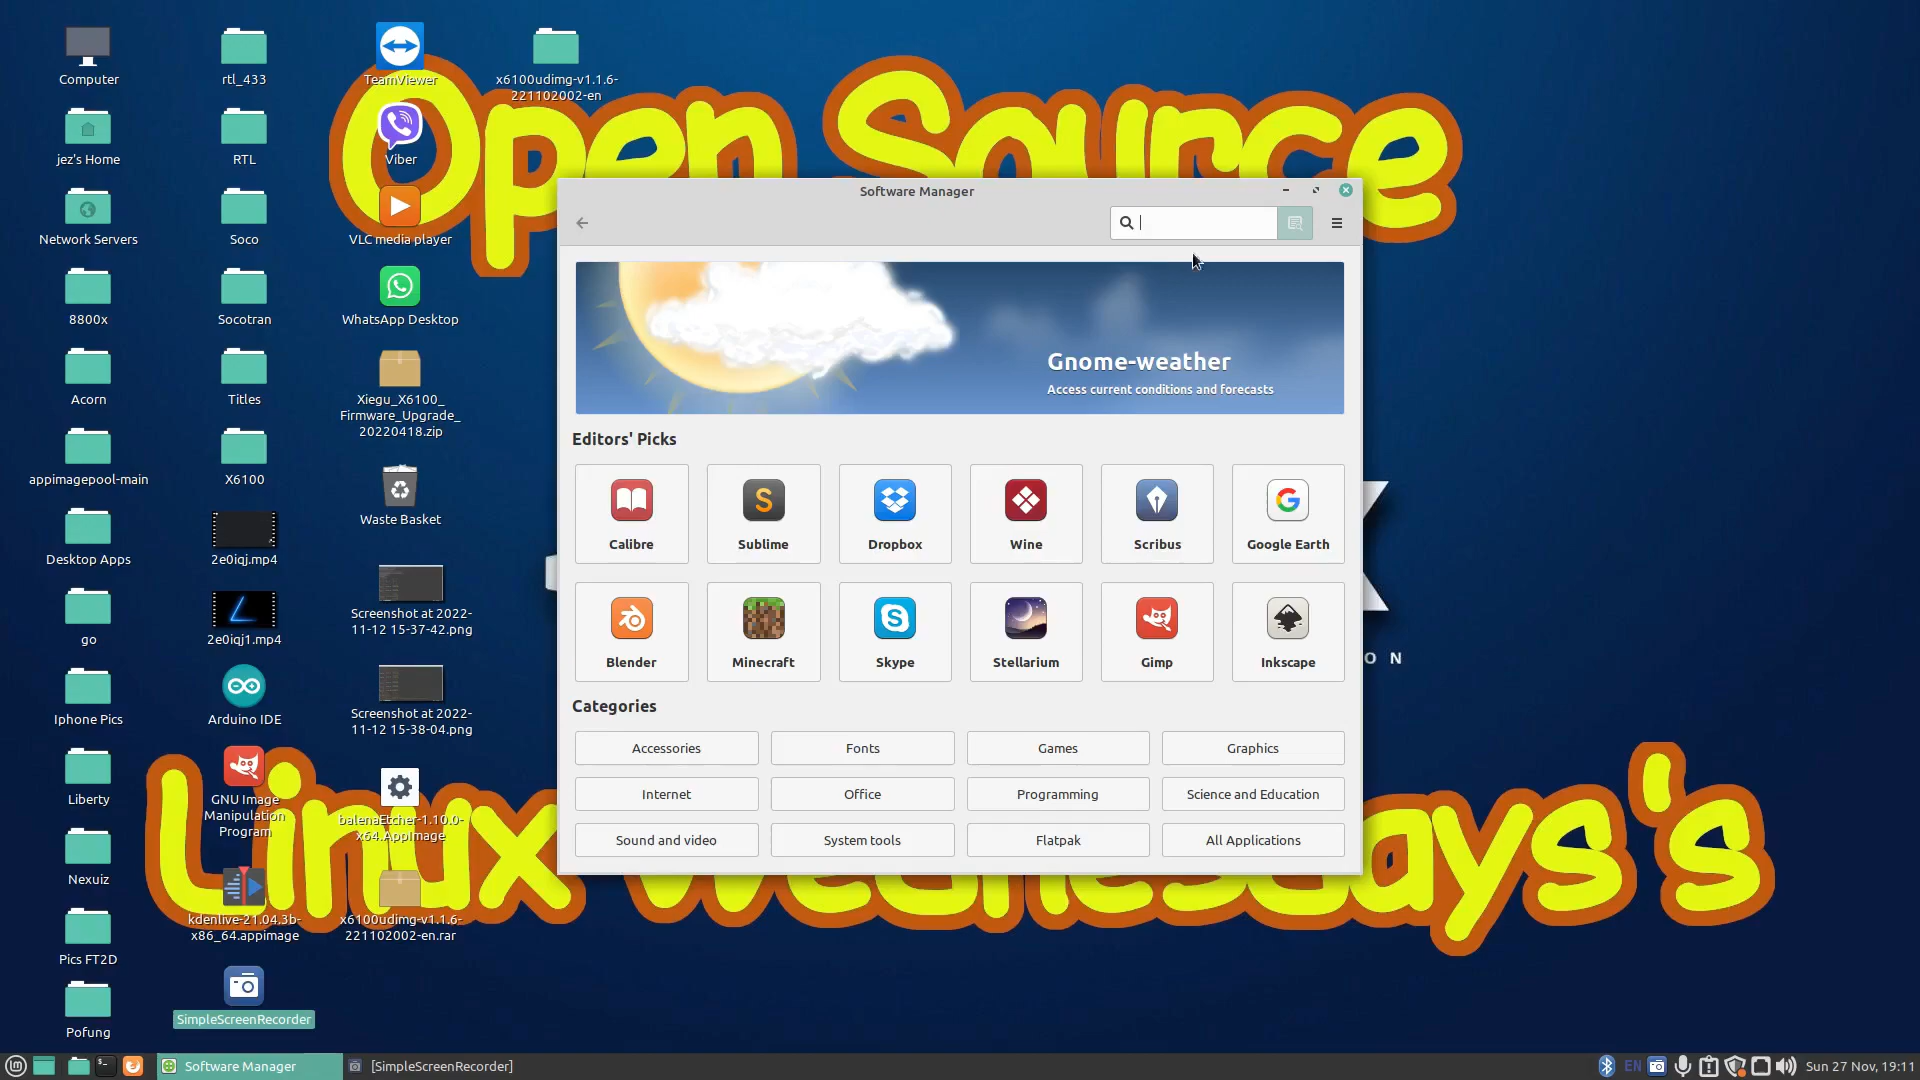 Computer
rtl_433
TeamViewer
x6100udimg-v1.1.6-
221102002-en
Open Source
jez's Home
RTL
Viber
Network Servers
Soco
VLC media player
8800x
Socotran
WhatsApp Desktop
Acorn
Titles
Xiegu_X6100_
Firmware_Upgrade_
20220418.zip
appimagepool-main
X6100
Waste Basket
Desktop Apps
2e0iqj.mp4
go
2e0iqj1.mp4
Screenshot at 2022-
11-12 15-37-42.png
Iphone Pics
Arduino IDE
Screenshot at 2022-
11-12 15-38-04.png
Liberty
GNU Image
Manipulation
Program
balenaEtcher-1.10.0-
x64.AppImage
Nexuiz
kdenlive-21.04.3b-
x86_64.appimage
x6100udimg-v1.1.6-
221102002-en.rar
Pics FT2D
Pofung
SimpleScreenRecorder
Software Manager
Gnome-weather
Access current conditions and forecasts
Editors' Picks
Calibre
Sublime
Dropbox
Wine
Scribus
Google Earth
Blender
Minecraft
Skype
Stellarium
Gimp
Inkscape
Categories
Accessories
Fonts
Games
Graphics
Internet
Office
Programming
Science and Education
Sound and video
System tools
Flatpak
All Applications
O N
Linux Wednesdays's
Software Manager
[SimpleScreenRecorder]
EN
Sun 27 Nov, 19:11